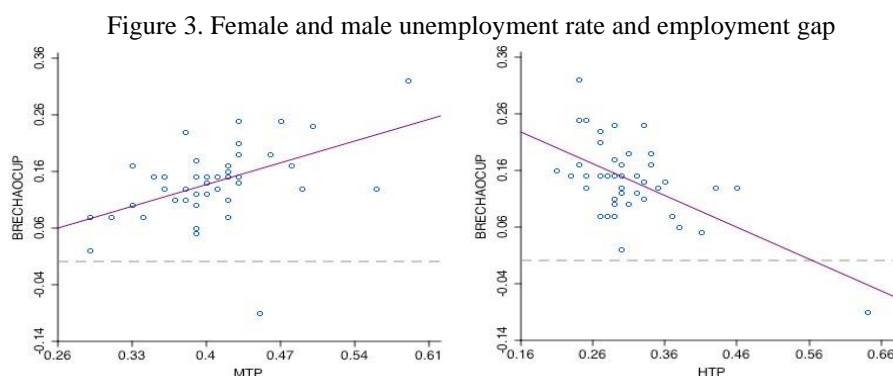 Figure 3. Female and male unemployment rate and employment gap
BRECHAOCUP
0.36
0.26
0.16
0.06
-0.04
-0.14
0.26 0.33 0.4 0.47 0.54 0.61
MTP
BRECHAOCUP
0.36
0.26
0.16
0.06
-0.04
-0.14
0.16 0.26 0.36 0.46 0.56 0.66
HTP